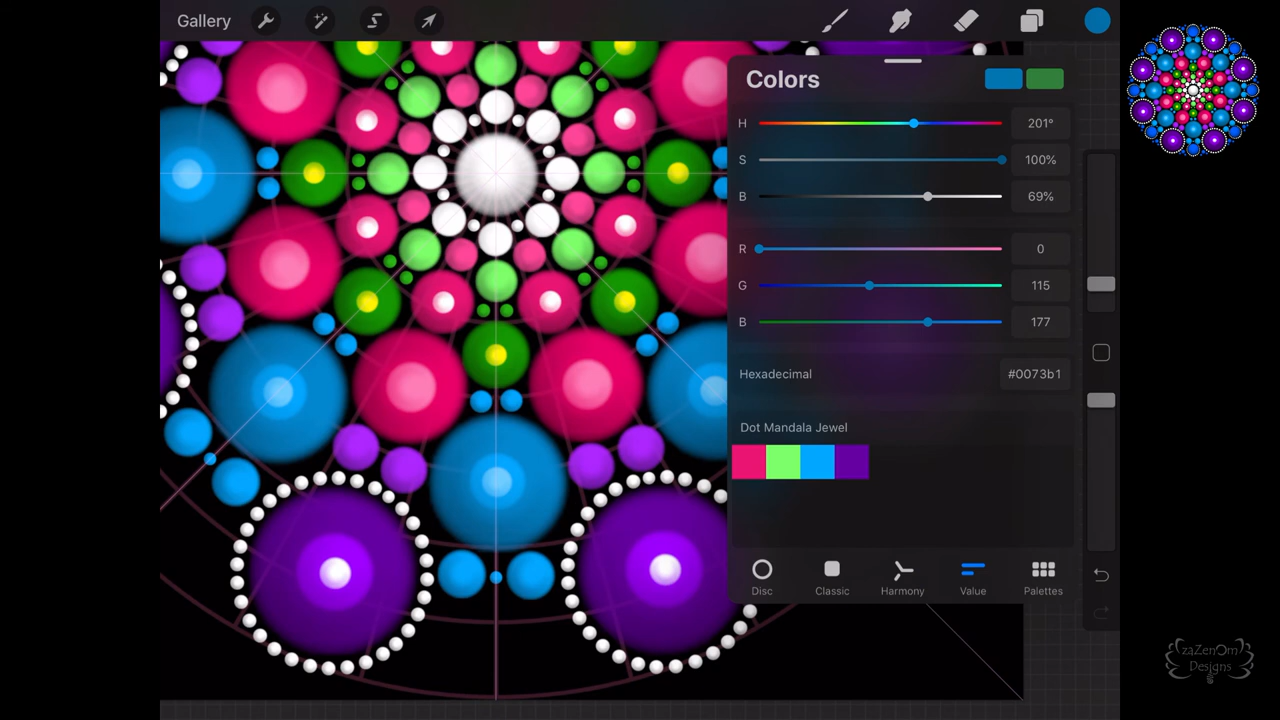 Gallery
Colors
H 201°
S 100%
B 69%
R 0
G 115
B 177
Hexadecimal #0073b1
Dot Mandala Jewel
Disc Classic Harmony Value Palettes
zaZenOm
Designs